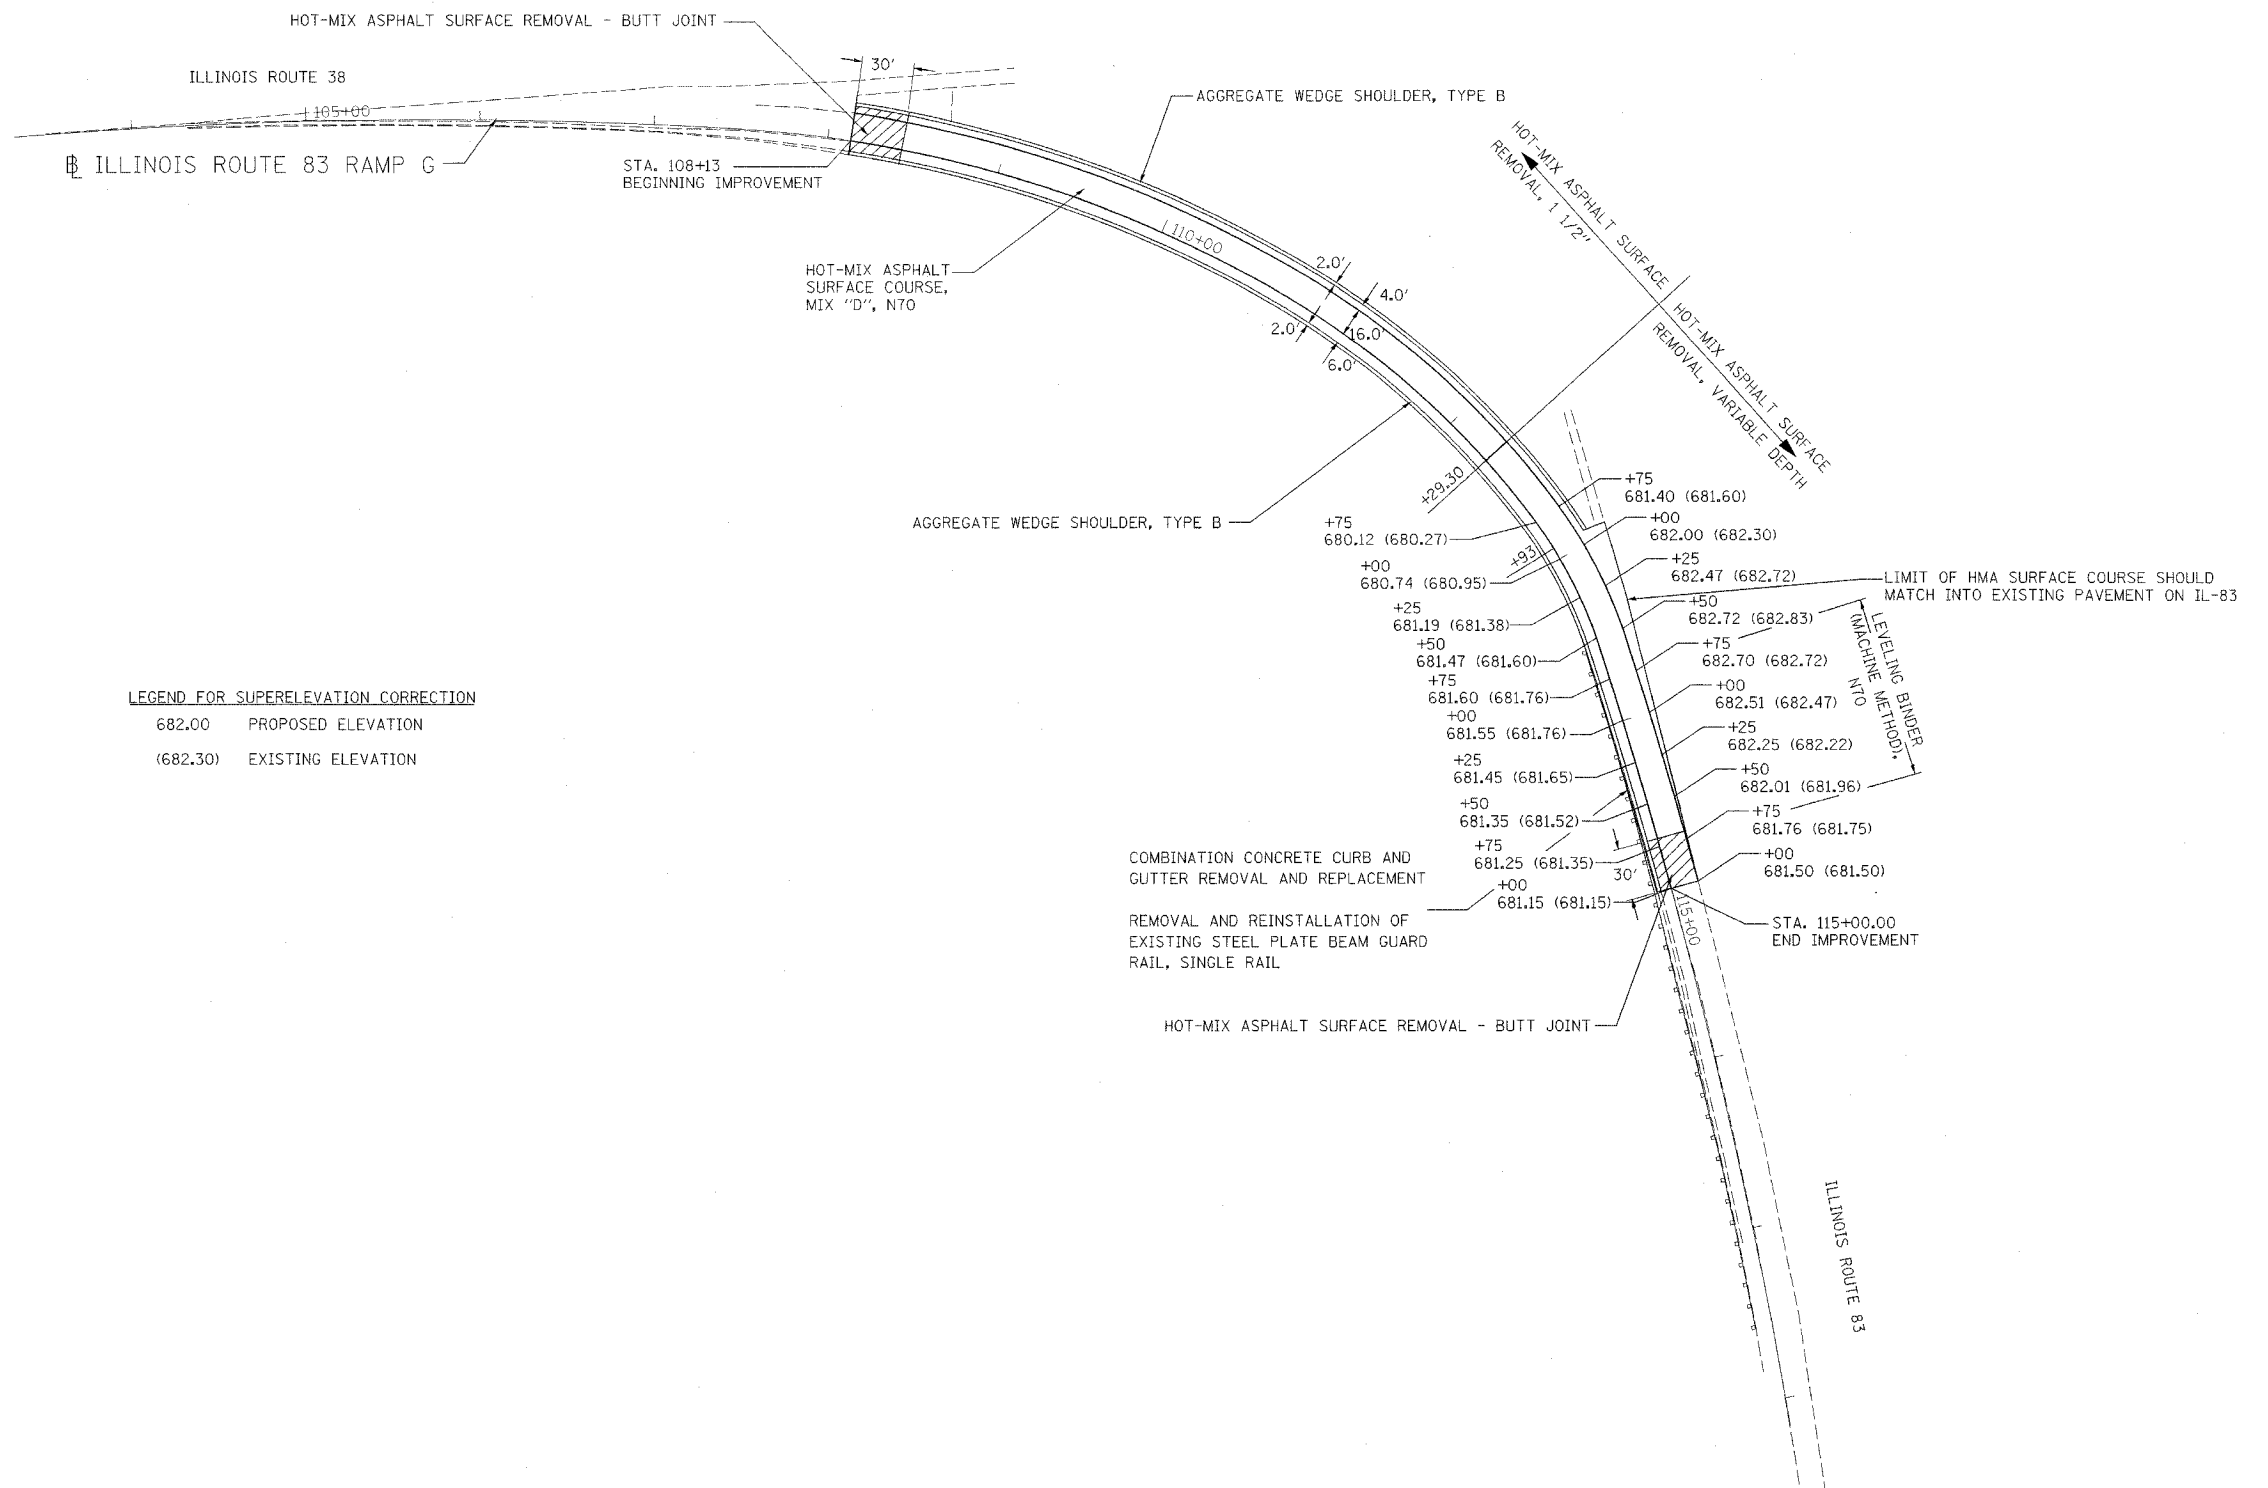 HOT-MIX ASPHALT SURFACE REMOVAL - BUTT JOINT
30'
ILLINOIS ROUTE 38
105+00
AGGREGATE WEDGE SHOULDER, TYPE B
℄ ILLINOIS ROUTE 83 RAMP G
STA. 108+13
BEGINNING IMPROVEMENT
HOT-MIX ASPHALT SURFACE
REMOVAL, 1 1/2"
110+00
HOT-MIX ASPHALT
SURFACE COURSE,
MIX "D", N70
2.0'
4.0'
2.0'
16.0'
6.0'
HOT-MIX ASPHALT SURFACE
REMOVAL, VARIABLE DEPTH
+29.30
AGGREGATE WEDGE SHOULDER, TYPE B
+75
681.40 (681.60)
+00
682.00 (682.30)
+25
682.47 (682.72)
+50
682.72 (682.83)
+75
682.70 (682.72)
+00
682.51 (682.47)
+25
682.25 (682.22)
+50
682.01 (681.96)
+75
681.76 (681.75)
+00
681.50 (681.50)
LIMIT OF HMA SURFACE COURSE SHOULD
MATCH INTO EXISTING PAVEMENT ON IL-83
LEVELING BINDER
(MACHINE METHOD),
N70
+75
680.12 (680.27)
+93
+00
680.74 (680.95)
+25
681.19 (681.38)
+50
681.47 (681.60)
+75
681.60 (681.76)
+00
681.55 (681.76)
+25
681.45 (681.65)
+50
681.35 (681.52)
+75
681.25 (681.35)
+00
681.15 (681.15)
30'
LEGEND FOR SUPERELEVATION CORRECTION
682.00 PROPOSED ELEVATION
(682.30) EXISTING ELEVATION
COMBINATION CONCRETE CURB AND
GUTTER REMOVAL AND REPLACEMENT
REMOVAL AND REINSTALLATION OF
EXISTING STEEL PLATE BEAM GUARD
RAIL, SINGLE RAIL
115+00
STA. 115+00.00
END IMPROVEMENT
HOT-MIX ASPHALT SURFACE REMOVAL - BUTT JOINT
ILLINOIS ROUTE 83